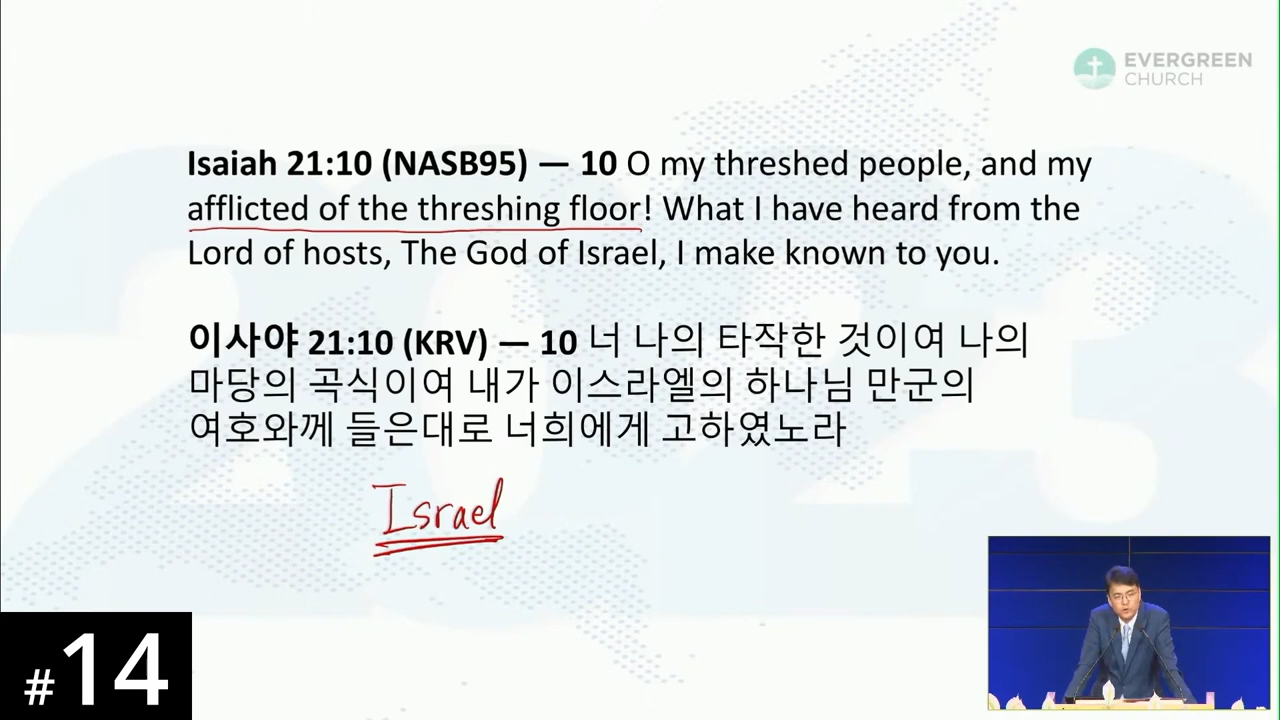 EVERGREEN
CHURCH
Isaiah 21:10 (NASB95) — 10 O my threshed people, and my
afflicted of the threshing floor! What I have heard from the
Lord of hosts, The God of Israel, I make known to you.
이사야 21:10 (KRV) — 10 너 나의 타작한 것이여 나의
마당의 곡식이여 내가 이스라엘의 하나님 만군의
여호와께 들은대로 너희에게 고하였노라
Israel
#14
2023